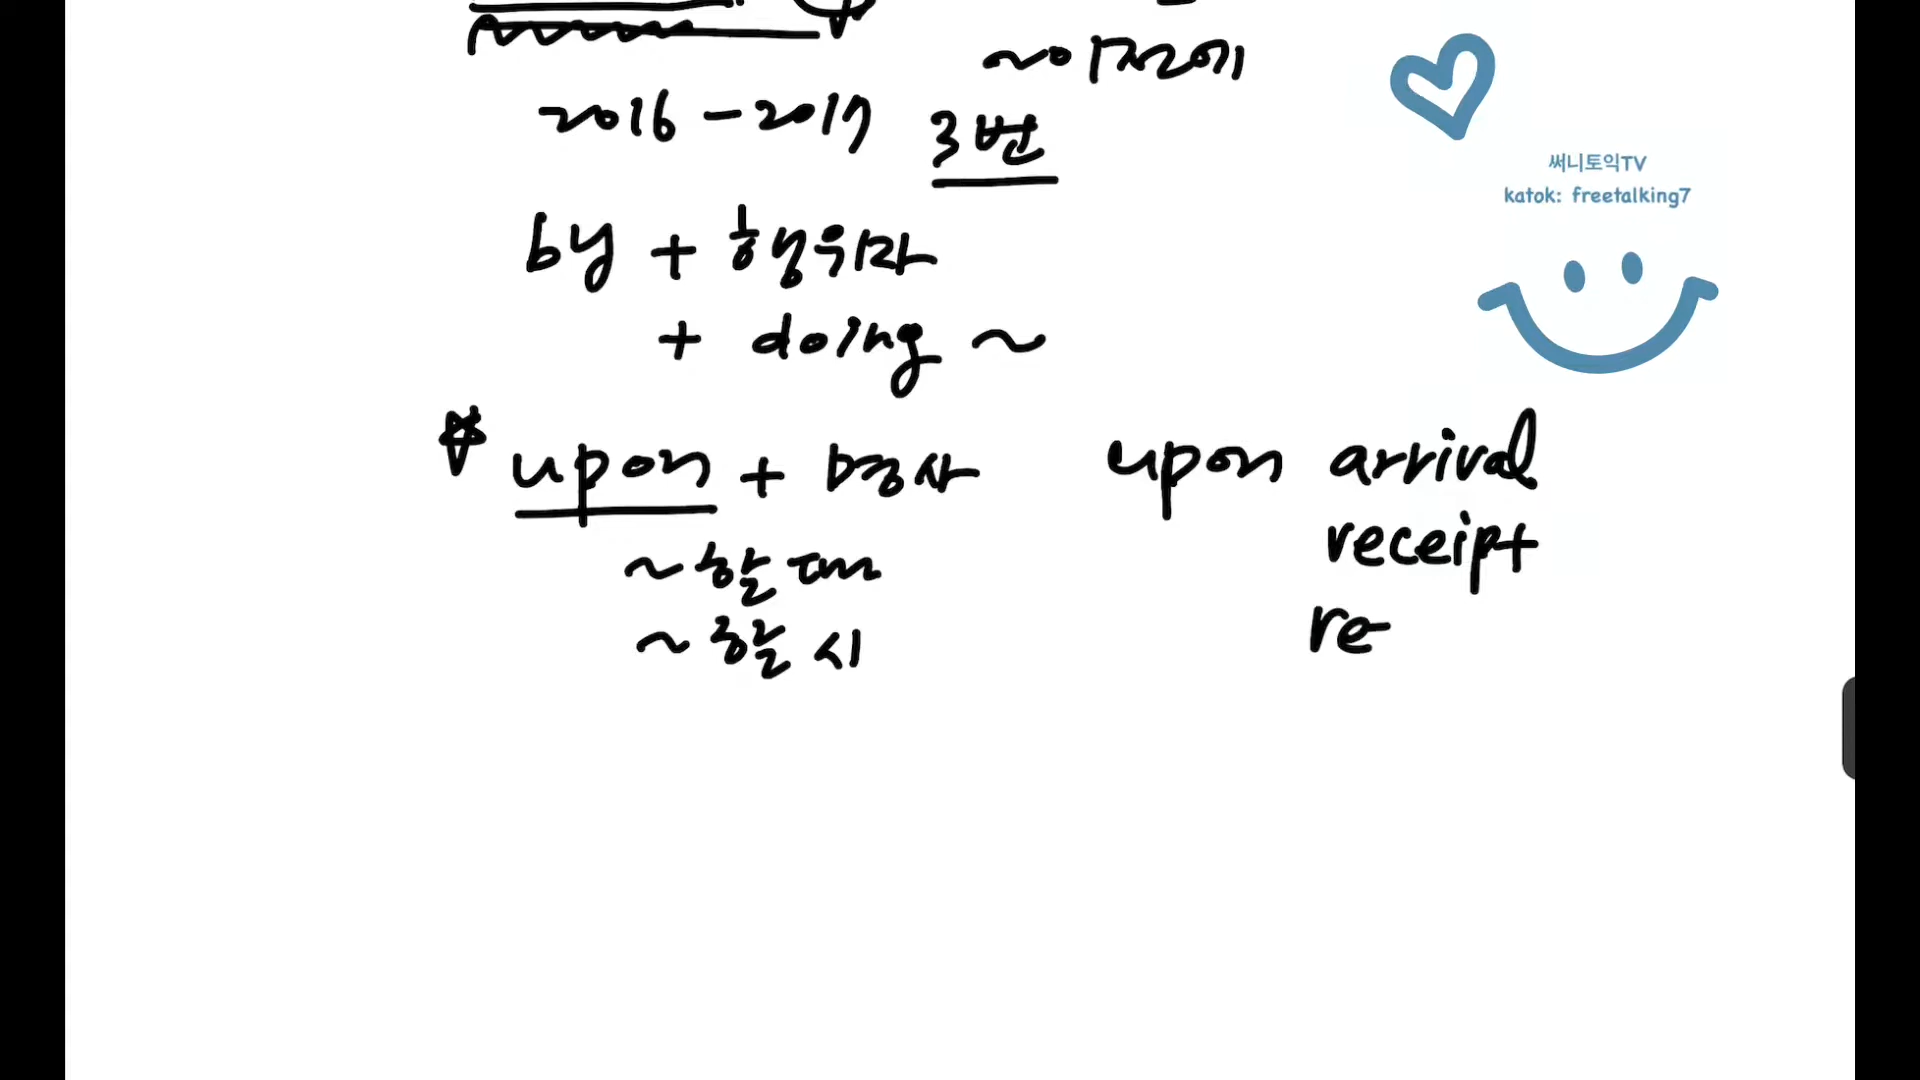 ~이전에
2016-2017 3번
써니토익TV
katok: freetalking7
by + 행위자
+ doing ~
upon + 명사 upon arrival
~할 때 receipt
~할 시 re